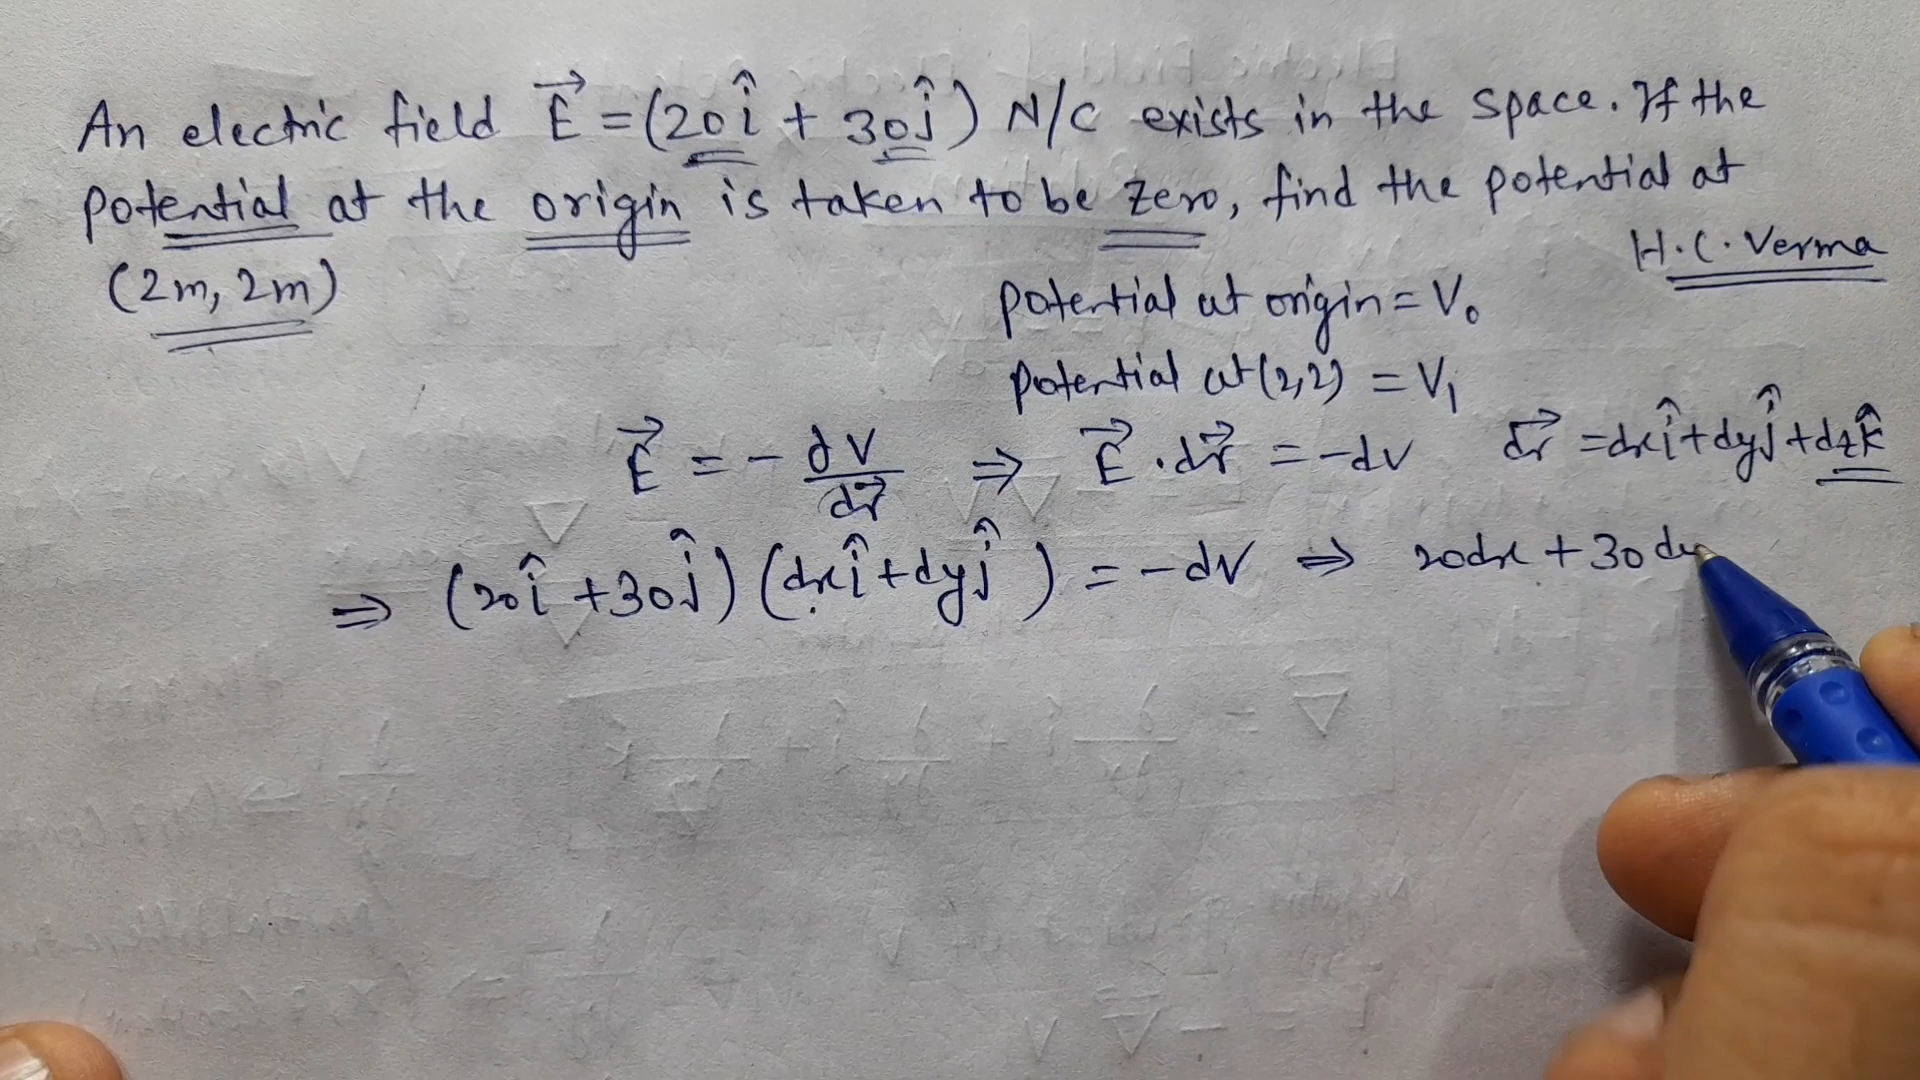 An electric field E⃗ = (20î + 30ĵ) N/C exists in the space. If the
potential at the origin is taken to be zero, find the potential at
(2m, 2m)
H.C. Verma
potential at origin = V₀
potential at (2,2) = V₁
E⃗ = - dV/dr⃗ ⇒ E⃗ . dr⃗ = -dv dr⃗ = dxî + dyĵ + dzk̂
⇒ (20î + 30ĵ) (dxî + dyĵ ) = -dV ⇒ 20dx + 30dy